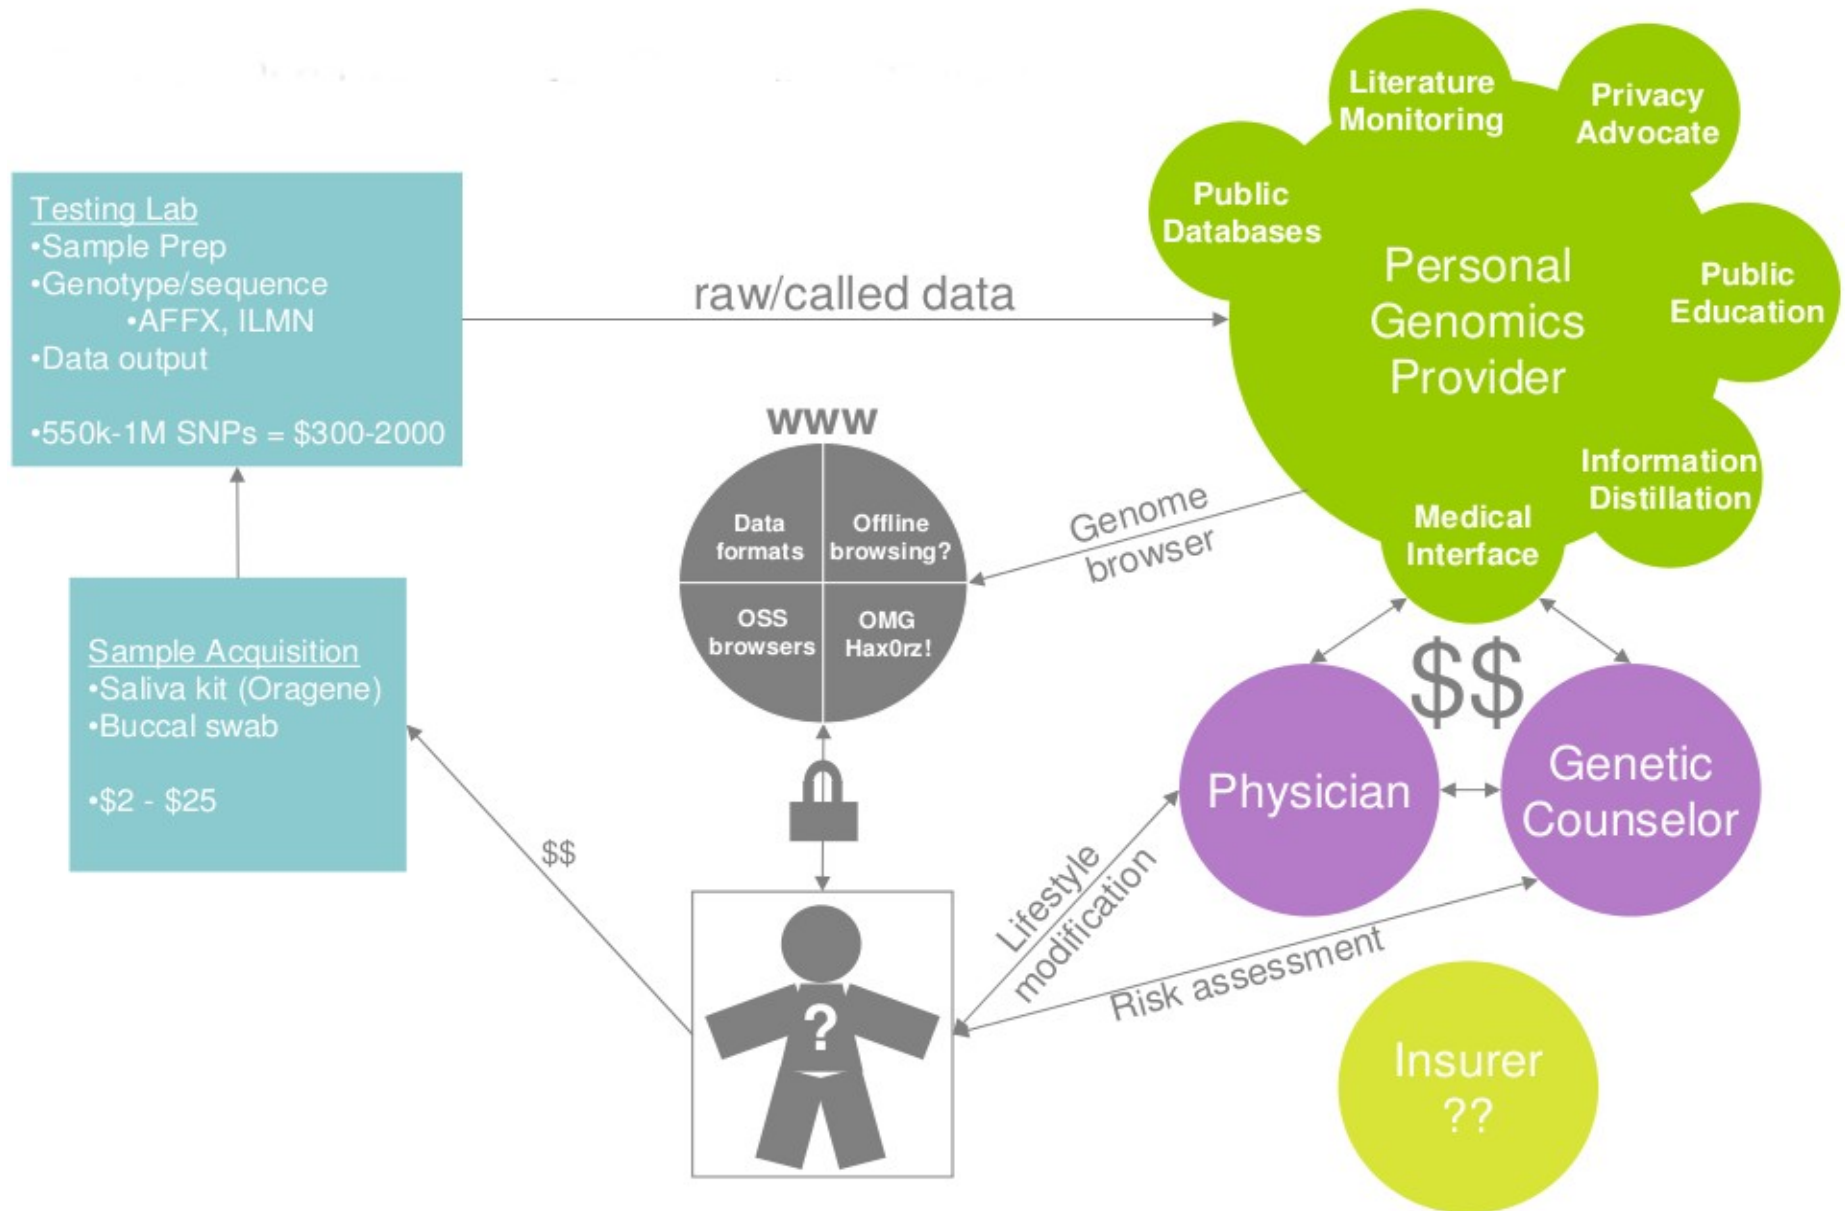 Testing Lab
•Sample Prep
•Genotype/sequence
•AFFX, ILMN
•Data output
•550k-1M SNPs = $300-2000
Sample Acquisition
•Saliva kit (Oragene)
•Buccal swab
•$2 - $25
raw/called data
www
Data
formats
Offline
browsing?
OSS
browsers
OMG
Hax0rz!
Genome
browser
Literature
Monitoring
Privacy
Advocate
Public
Databases
Public
Education
Personal
Genomics
Provider
Information
Distillation
Medical
Interface
$$
Physician
Genetic
Counselor
$$
Lifestyle
modification
Risk assessment
?
Insurer
??